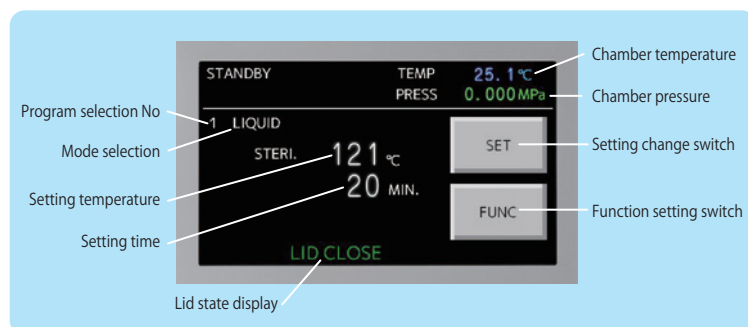 STANDBY TEMP 25.1℃
PRESS 0.000MPa
1 LIQUID
STERI. 121℃
20 MIN.
SET
FUNC
LID CLOSE
Program selection No
Mode selection
Setting temperature
Setting time
Lid state display
Chamber temperature
Chamber pressure
Setting change switch
Function setting switch